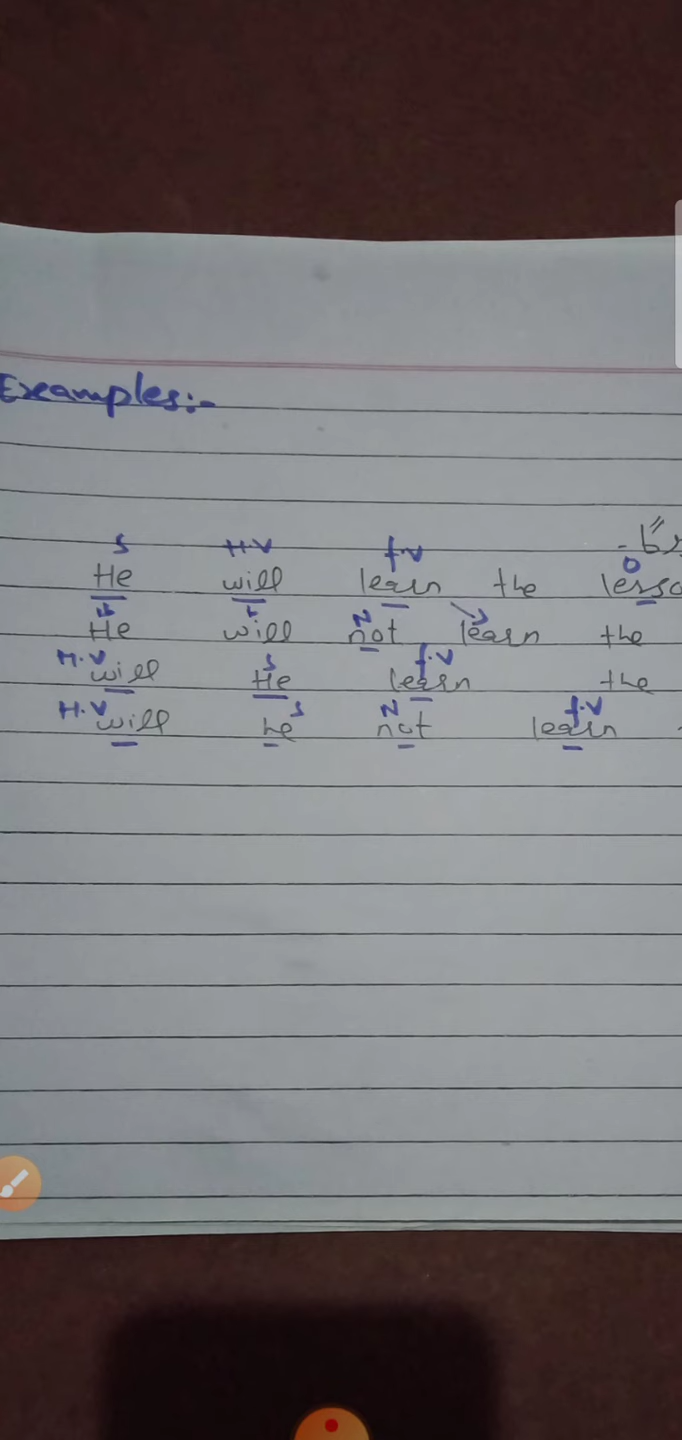 Examples:-
S H.V f.v
O
He will learn the lesso
He will not learn the
N
H.V S f.v
will He learn the
H.V S N f.v
will he not learn